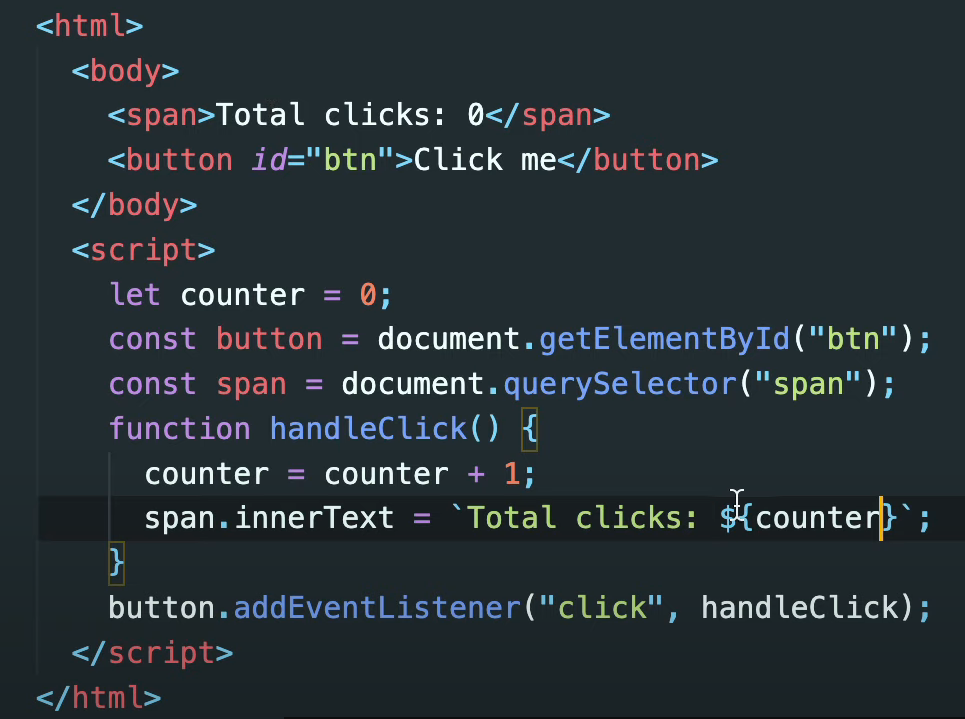 <html>
<body>
<span>Total clicks: 0</span>
<button id="btn">Click me</button>
</body>
<script>
let counter = 0;
const button = document.getElementById("btn");
const span = document.querySelector("span");
function handleClick() {
counter = counter + 1;
span.innerText = `Total clicks: ${counter}`;
}
button.addEventListener("click", handleClick);
</script>
</html>